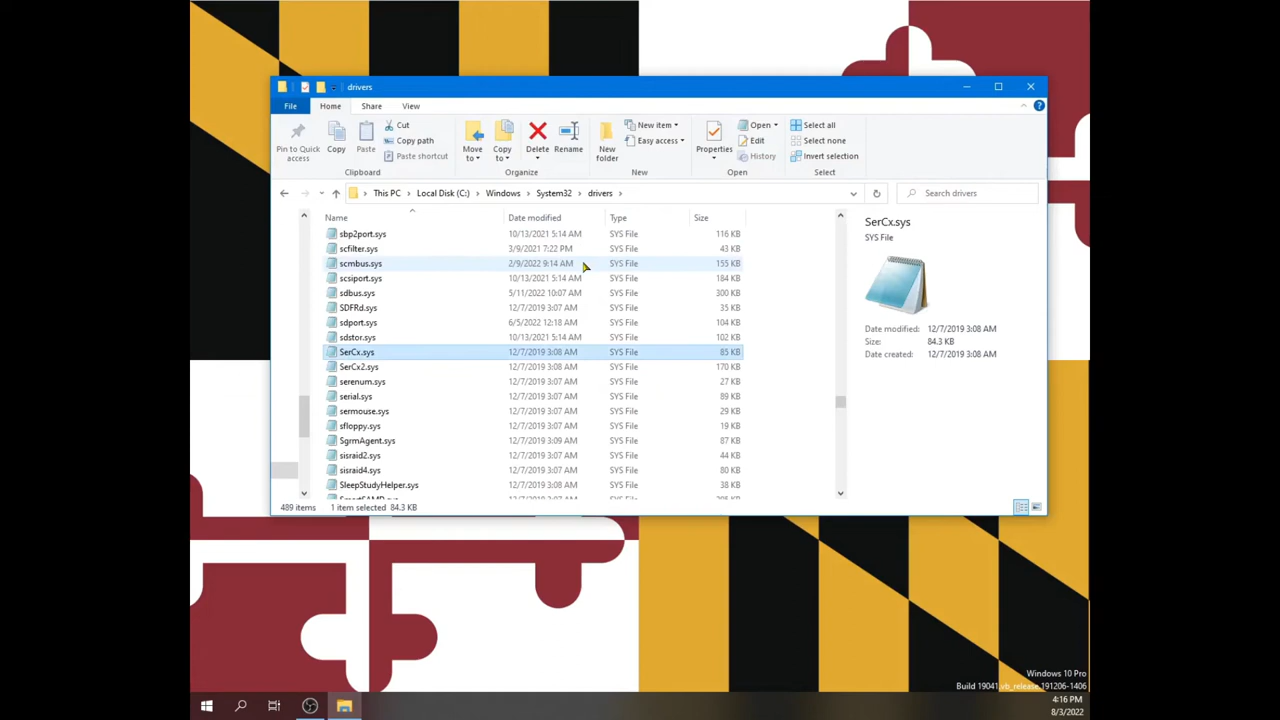 drivers
File Home Share View
Pin to Quick access
Copy
Paste
Cut
Copy path
Paste shortcut
Move to
Copy to
Delete
Rename
New folder
New item
Easy access
Properties
Open
Edit
History
Select all
Select none
Invert selection
Clipboard Organize New Open Select
This PC Local Disk (C:) Windows System32 drivers
Search drivers
Name Date modified Type Size
sbp2port.sys 10/13/2021 5:14 AM SYS File 116 KB
scfilter.sys 3/9/2021 7:22 PM SYS File 43 KB
scmbus.sys 2/9/2022 9:14 AM SYS File 155 KB
scsiport.sys 10/13/2021 5:14 AM SYS File 184 KB
sdbus.sys 5/11/2022 10:07 AM SYS File 300 KB
SDFRd.sys 12/7/2019 3:07 AM SYS File 35 KB
sdport.sys 6/5/2022 12:18 AM SYS File 104 KB
sdstor.sys 10/13/2021 5:14 AM SYS File 102 KB
SerCx.sys 12/7/2019 3:08 AM SYS File 85 KB
SerCx2.sys 12/7/2019 3:08 AM SYS File 170 KB
serenum.sys 12/7/2019 3:07 AM SYS File 27 KB
serial.sys 12/7/2019 3:07 AM SYS File 89 KB
sermouse.sys 12/7/2019 3:07 AM SYS File 29 KB
sfloppy.sys 12/7/2019 3:07 AM SYS File 19 KB
SgrmAgent.sys 12/7/2019 3:09 AM SYS File 87 KB
sisraid2.sys 12/7/2019 3:07 AM SYS File 44 KB
sisraid4.sys 12/7/2019 3:07 AM SYS File 80 KB
SleepStudyHelper.sys 12/7/2019 3:08 AM SYS File 38 KB
SerCx.sys
SYS File
Date modified: 12/7/2019 3:08 AM
Size: 84.3 KB
Date created: 12/7/2019 3:08 AM
489 items 1 item selected 84.3 KB
Windows 10 Pro
Build 19041.vb_release.191206-1406
4:16 PM
8/3/2022